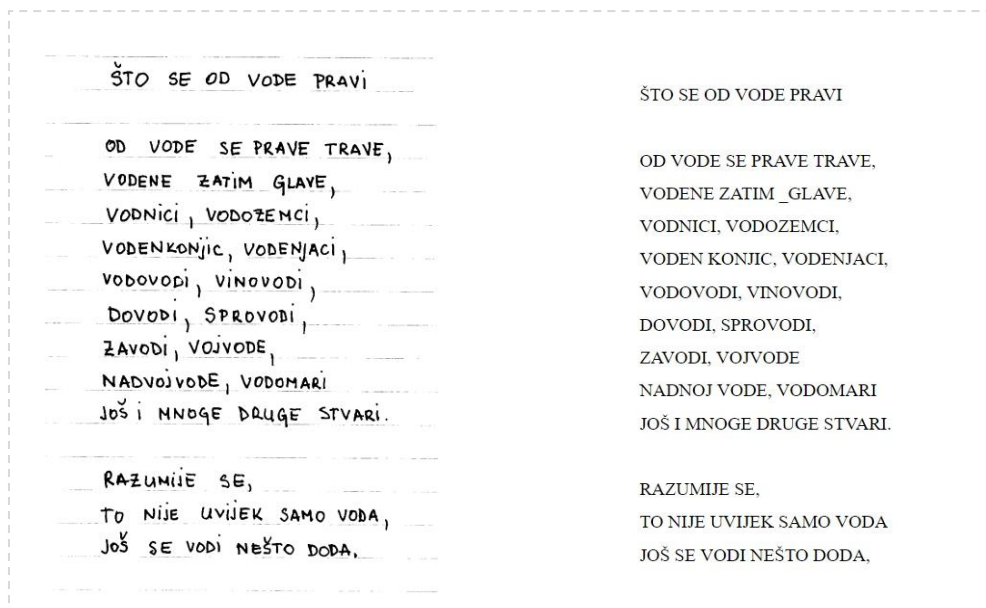 ŠTO SE OD VODE PRAVI
OD VODE SE PRAVE TRAVE,
VODENE ZATIM GLAVE,
VODNICI, VODOZEMCI,
VODENKONJIC, VODENJACI,
VODOVODI, VINOVODI,
DOVODI, SPROVODI,
ZAVODI, VOJVODE,
NADVOJVODE, VODOMARI
JOŠ I MNOGE DRUGE STVARI.
RAZUMIJE SE,
TO NIJE UVIJEK SAMO VODA,
JOŠ SE VODI NEŠTO DODA.
ŠTO SE OD VODE PRAVI
OD VODE SE PRAVE TRAVE,
VODENE ZATIM _GLAVE,
VODNICI, VODOZEMCI,
VODEN KONJIC, VODENJACI,
VODOVODI, VINOVODI,
DOVODI, SPROVODI,
ZAVODI, VOJVODE
NADNOJ VODE, VODOMARI
JOŠ I MNOGE DRUGE STVARI.
RAZUMIJE SE,
TO NIJE UVIJEK SAMO VODA
JOŠ SE VODI NEŠTO DODA,